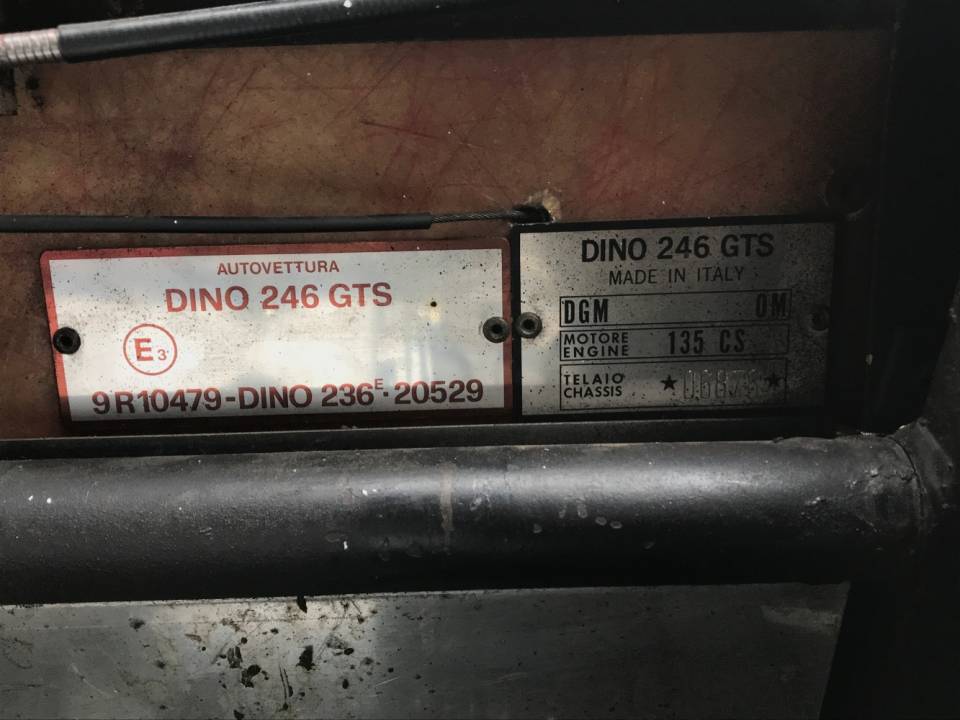 AUTOVETTURA
DINO 246 GTS
E3
9R10479-DINO 236E·20529
DINO 246 GTS
MADE IN ITALY
DGM OM
MOTORE
ENGINE 135 CS
TELAIO
CHASSIS